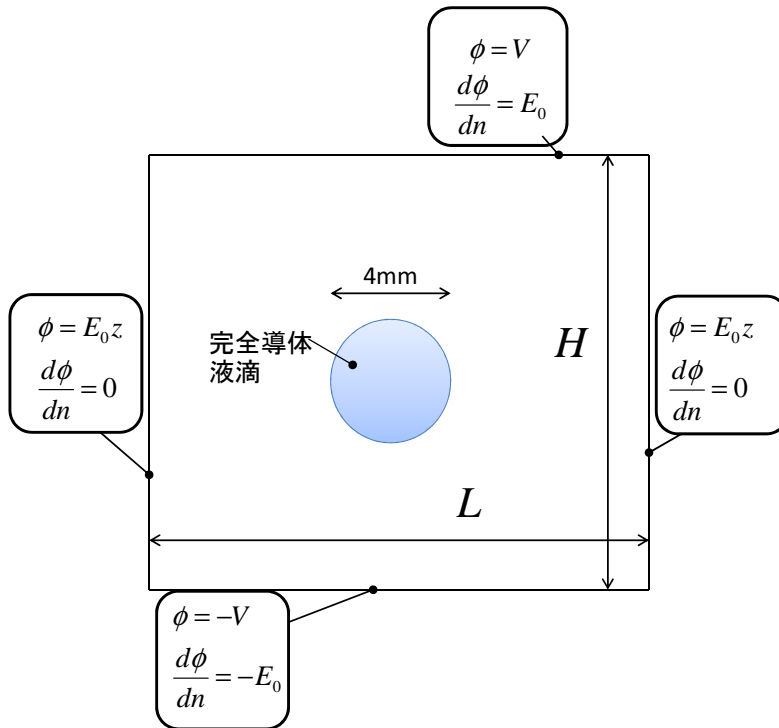 φ = V
dφ/dn = E₀
4mm
φ = E₀z
dφ/dn = 0
完全導体
液滴
H
φ = E₀z
dφ/dn = 0
L
φ = −V
dφ/dn = −E₀